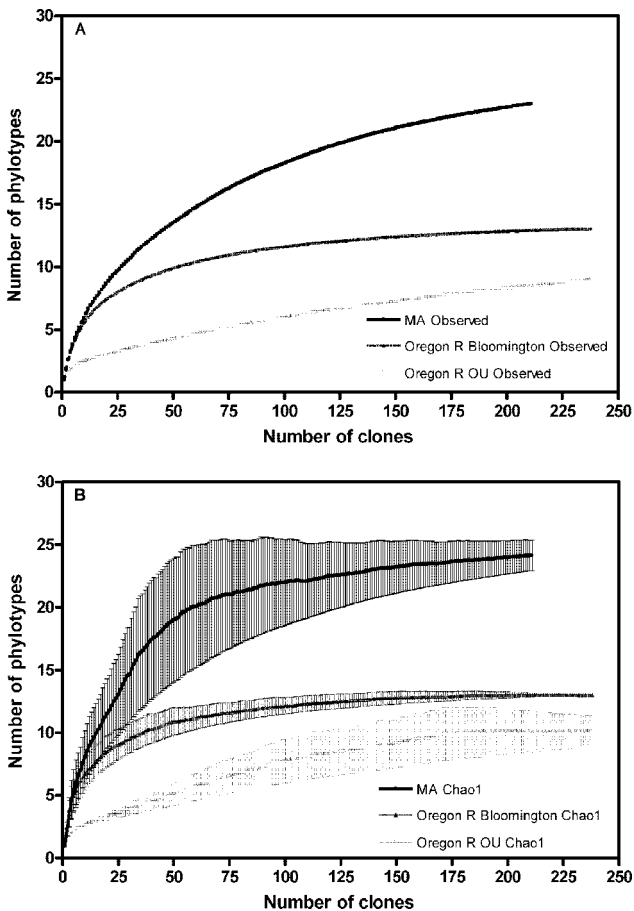 A
30
25
20
15
10
5
0
Number of phylotypes
MA Observed
Oregon R Bloomington Observed
Oregon R OU Observed
0 25 50 75 100 125 150 175 200 225 250
Number of clones
B
30
25
20
15
10
5
0
Number of phylotypes
MA Chao1
Oregon R Bloomington Chao1
Oregon R OU Chao1
0 25 50 75 100 125 150 175 200 225 250
Number of clones